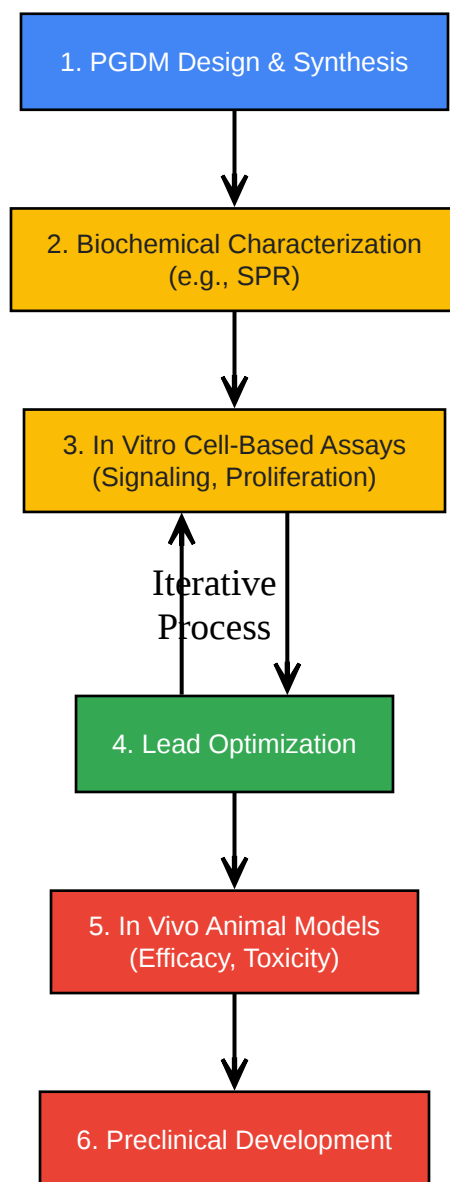 1. PGDM Design & Synthesis
2. Biochemical Characterization
(e.g., SPR)
3. In Vitro Cell-Based Assays
(Signaling, Proliferation)
Iterative
Process
4. Lead Optimization
5. In Vivo Animal Models
(Efficacy, Toxicity)
6. Preclinical Development